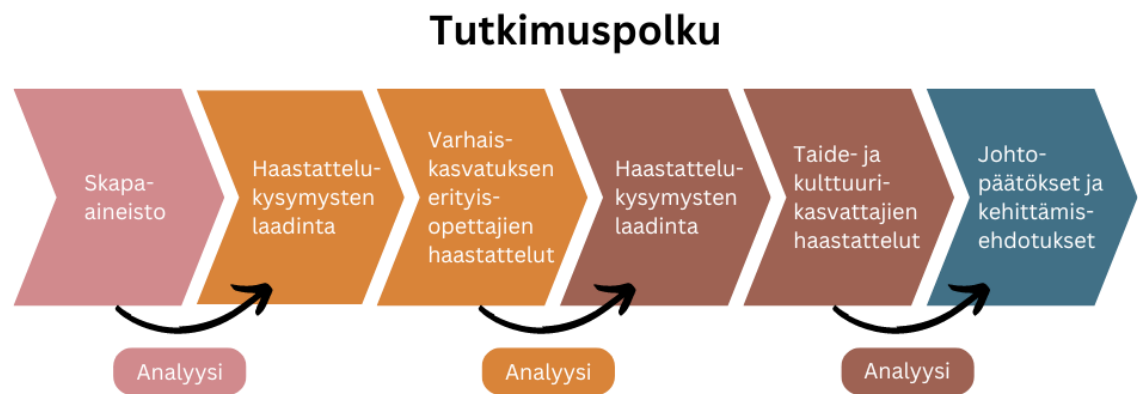 Tutkimuspolku
Skapa-
aineisto
Haastattelu-
kysymysten
laadinta
Varhais-
kasvatuksen
erityis-
opettajien
haastattelut
Haastattelu-
kysymysten
laadinta
Taide- ja
kulttuuri-
kasvattajien
haastattelut
Johto-
päätökset ja
kehittämis-
ehdotukset
Analyysi
Analyysi
Analyysi